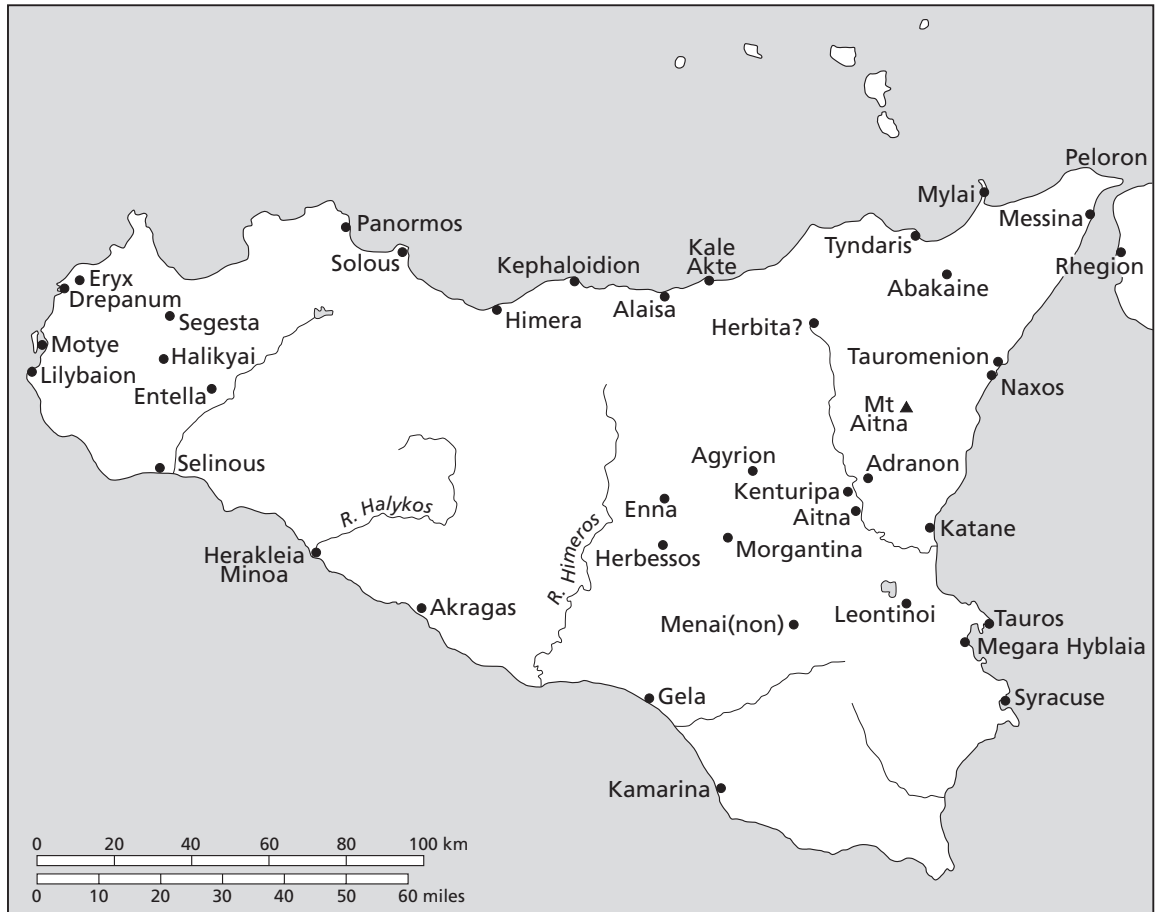 Peloron
Mylai
Messina
Panormos
Tyndaris
Kale
Akte
Solous
Kephaloidion
Rhegion
Eryx
Abakaine
Drepanum
Alaisa
Segesta
Himera
Herbita?
Motye
Halikyai
Tauromenion
Lilybaion
Naxos
Entella
Mt
Aitna
Agyrion
Selinous
Adranon
Kenturipa
R. Halykos
Enna
Aitna
Katane
Herakleia
Minoa
R. Himeros
Herbessos
Morgantina
Akragas
Leontinoi
Menai(non)
Tauros
Megara Hyblaia
Gela
Syracuse
Kamarina
0 20 40 60 80 100 km
0 10 20 30 40 50 60 miles